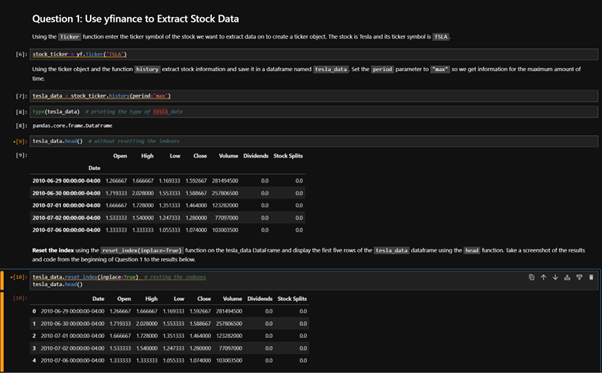 Question 1: Use yfinance to Extract Stock Data
Using the Ticker function enter the ticker symbol of the stock we want to extract data on to create a ticker object. The stock is Tesla and its ticker symbol is TSLA.
[6]: stock_ticker = yf.Ticker('TSLA')
Using the ticker object and the function history extract stock information and save it in a dataframe named tesla_data. Set the period parameter to "max" so we get information for the maximum amount of
time.
[7]: tesla_data = stock_ticker.history(period='max')
[8]: type(tesla_data) # printing the type of tesla_data
[8]: pandas.core.frame.DataFrame
[9]: tesla_data.head() # without resetting the indexes
[9]: Open High Low Close Volume Dividends Stock Splits
Date
2010-06-29 00:00:00-04:00 1.266667 1.666667 1.169333 1.592667 281494500 0.0 0.0
2010-06-30 00:00:00-04:00 1.719333 2.028000 1.553333 1.588667 257806500 0.0 0.0
2010-07-01 00:00:00-04:00 1.666667 1.728000 1.351333 1.464000 123282000 0.0 0.0
2010-07-02 00:00:00-04:00 1.533333 1.540000 1.247333 1.280000 77097000 0.0 0.0
2010-07-06 00:00:00-04:00 1.333333 1.333333 1.055333 1.074000 103003500 0.0 0.0
Reset the index using the reset_index(inplace=True) function on the tesla_data DataFrame and display the first five rows of the tesla_data dataframe using the head function. Take a screenshot of the results
and code from the beginning of Question 1 to the results below.
[10]: tesla_data.reset_index(inplace=True) # resting the indexes
tesla_data.head()
[10]: Date Open High Low Close Volume Dividends Stock Splits
0 2010-06-29 00:00:00-04:00 1.266667 1.666667 1.169333 1.592667 281494500 0.0 0.0
1 2010-06-30 00:00:00-04:00 1.719333 2.028000 1.553333 1.588667 257806500 0.0 0.0
2 2010-07-01 00:00:00-04:00 1.666667 1.728000 1.351333 1.464000 123282000 0.0 0.0
3 2010-07-02 00:00:00-04:00 1.533333 1.540000 1.247333 1.280000 77097000 0.0 0.0
4 2010-07-06 00:00:00-04:00 1.333333 1.333333 1.055333 1.074000 103003500 0.0 0.0